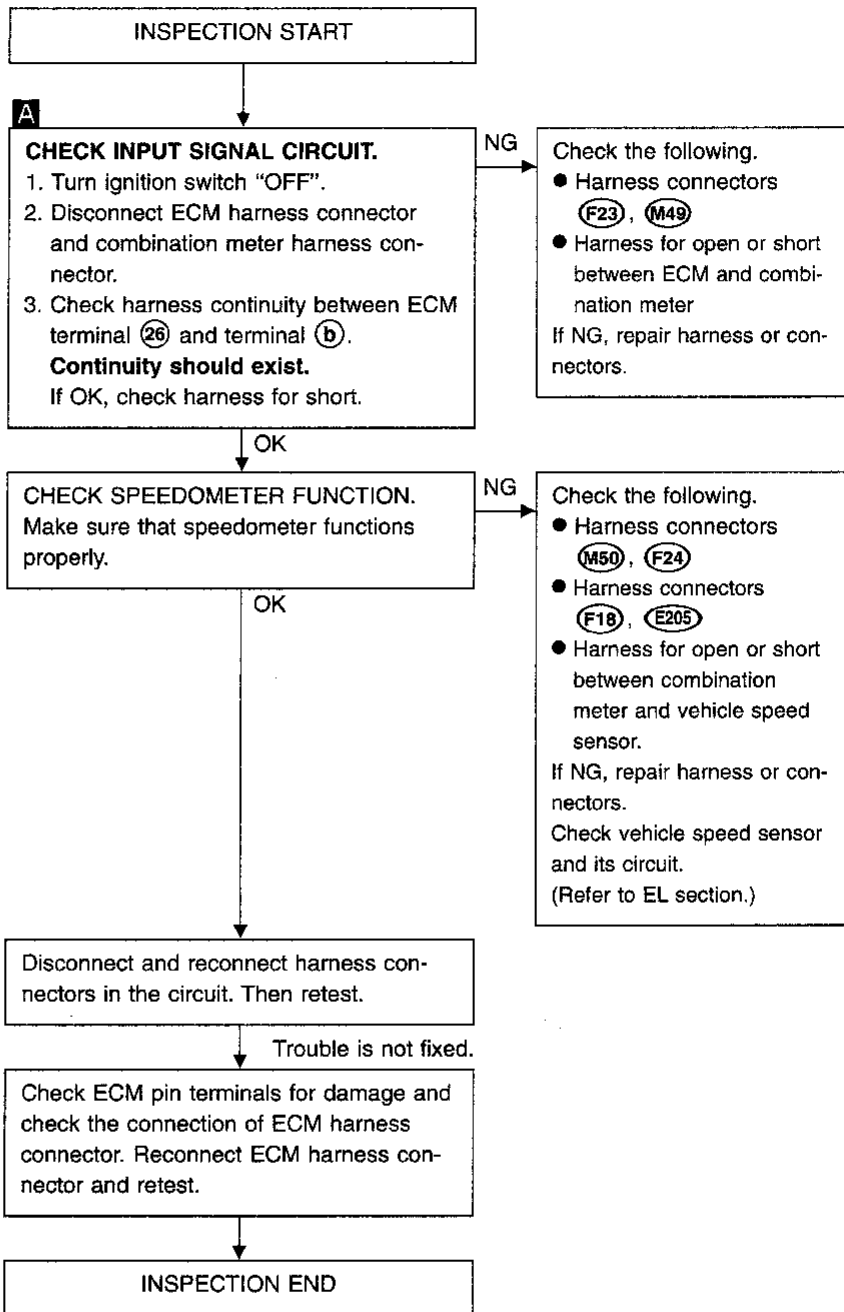 INSPECTION START
A
CHECK INPUT SIGNAL CIRCUIT.
1. Turn ignition switch “OFF”.
2. Disconnect ECM harness connector
and combination meter harness con-
nector.
3. Check harness continuity between ECM
terminal 26 and terminal b.
Continuity should exist.
If OK, check harness for short.
NG
Check the following.
● Harness connectors
F23, M49
● Harness for open or short
between ECM and combi-
nation meter
If NG, repair harness or con-
nectors.
OK
CHECK SPEEDOMETER FUNCTION.
Make sure that speedometer functions
properly.
NG
Check the following.
● Harness connectors
M50, F24
● Harness connectors
F18, E205
● Harness for open or short
between combination
meter and vehicle speed
sensor.
If NG, repair harness or con-
nectors.
Check vehicle speed sensor
and its circuit.
(Refer to EL section.)
OK
Disconnect and reconnect harness con-
nectors in the circuit. Then retest.
Trouble is not fixed.
Check ECM pin terminals for damage and
check the connection of ECM harness
connector. Reconnect ECM harness con-
nector and retest.
INSPECTION END